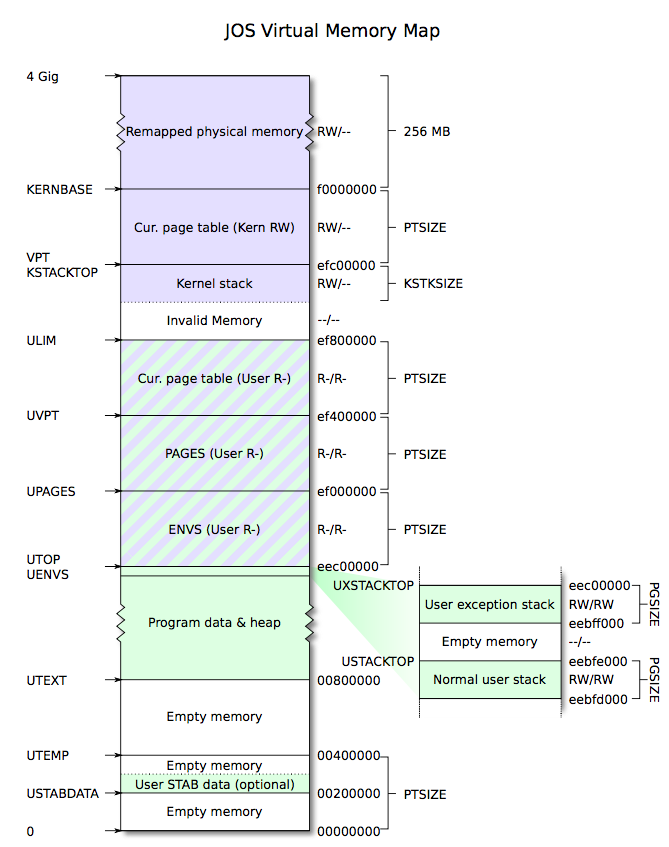 JOS Virtual Memory Map
4 Gig
Remapped physical memory RW/-- 256 MB
KERNBASE f0000000
Cur. page table (Kern RW) RW/-- PTSIZE
VPT
KSTACKTOP efc00000
Kernel stack RW/-- KSTKSIZE
Invalid Memory --/--
ULIM ef800000
Cur. page table (User R-) R-/R- PTSIZE
UVPT ef400000
PAGES (User R-) R-/R- PTSIZE
UPAGES ef000000
ENVS (User R-) R-/R- PTSIZE
UTOP
UENVS eec00000
UXSTACKTOP eec00000
User exception stack RW/RW PGSIZE
eebff000
Program data & heap
Empty memory --/--
USTACKTOP eebfe000
Normal user stack RW/RW PGSIZE
eebfd000
UTEXT 00800000
Empty memory
UTEMP 00400000
Empty memory
User STAB data (optional)
USTABDATA 00200000 PTSIZE
Empty memory
0 00000000